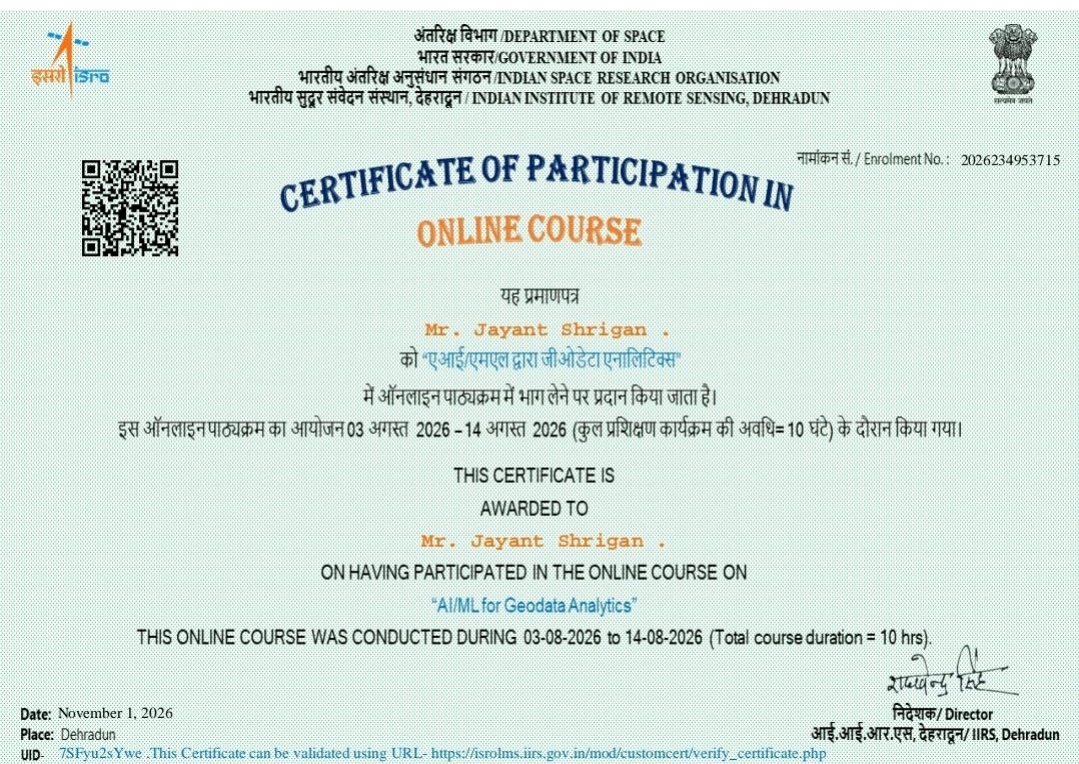 इसरो isro
अंतरिक्ष विभाग /DEPARTMENT OF SPACE
भारत सरकार/GOVERNMENT OF INDIA
भारतीय अंतरिक्ष अनुसंधान संगठन /INDIAN SPACE RESEARCH ORGANISATION
भारतीय सुदूर संवेदन संस्थान, देहरादून / INDIAN INSTITUTE OF REMOTE SENSING, DEHRADUN
सत्यमेव जयते
नामांकन सं. / Enrolment No. : 2026234953715
CERTIFICATE OF PARTICIPATION IN
ONLINE COURSE
यह प्रमाणपत्र
Mr. Jayant Shrigan .
को “एआई/एमएल द्वारा जीओडेटा एनालिटिक्स”
में ऑनलाइन पाठ्यक्रम में भाग लेने पर प्रदान किया जाता है।
इस ऑनलाइन पाठ्यक्रम का आयोजन 03 अगस्त 2026 – 14 अगस्त 2026 (कुल प्रशिक्षण कार्यक्रम की अवधि= 10 घंटे) के दौरान किया गया।
THIS CERTIFICATE IS
AWARDED TO
Mr. Jayant Shrigan .
ON HAVING PARTICIPATED IN THE ONLINE COURSE ON
“AI/ML for Geodata Analytics”
THIS ONLINE COURSE WAS CONDUCTED DURING 03-08-2026 to 14-08-2026 (Total course duration = 10 hrs).
Date: November 1, 2026
Place: Dehradun
UID- 7SFyu2sYwe .This Certificate can be validated using URL- https://isrolms.iirs.gov.in/mod/customcert/verify_certificate.php
निदेशक/ Director
आई.आई.आर.एस, देहरादून/ IIRS, Dehradun